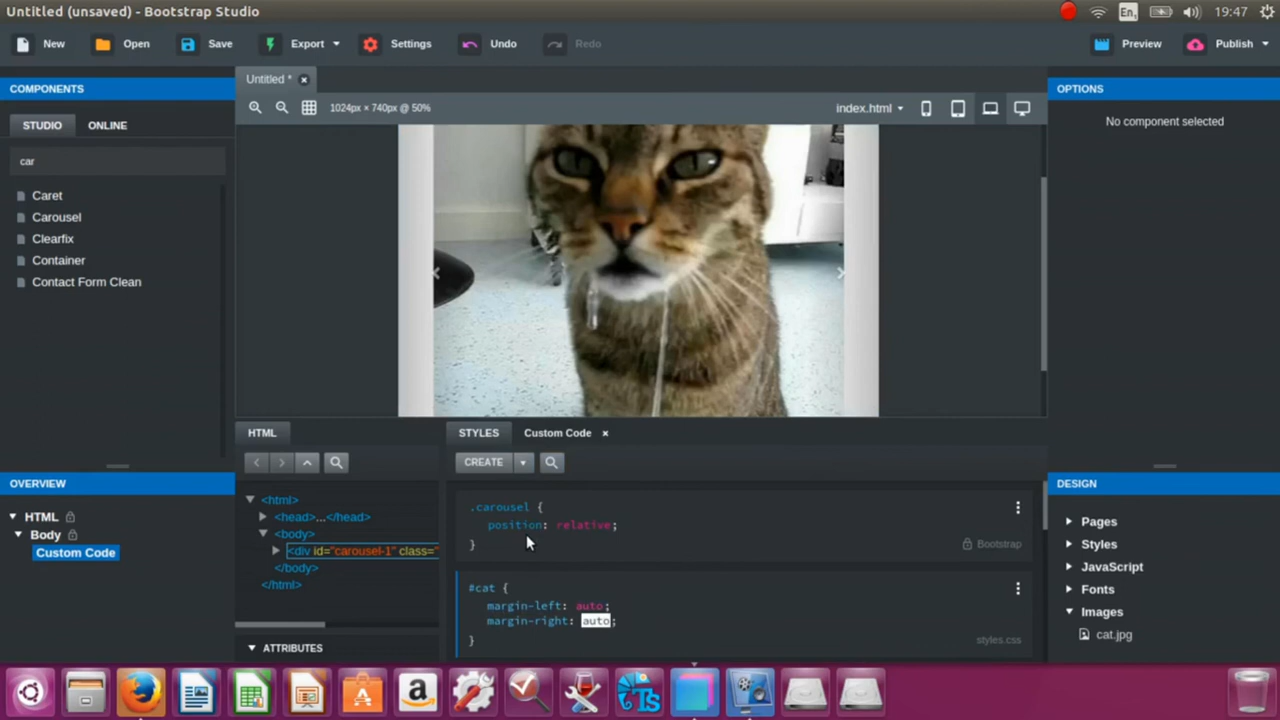 Untitled (unsaved) - Bootstrap Studio
En₁
19:47
New
Open
Save
Export
Settings
Undo
Redo
Preview
Publish
COMPONENTS
STUDIO
ONLINE
car
Caret
Carousel
Clearfix
Container
Contact Form Clean
Untitled *
1024px × 740px @ 50%
index.html
OPTIONS
No component selected
OVERVIEW
HTML
Body
Custom Code
HTML
<html>
<head>...</head>
<body>
<div id="carousel-1" class="
</body>
</html>
ATTRIBUTES
STYLES
Custom Code
CREATE
.carousel {
position: relative;
}
Bootstrap
#cat {
margin-left: auto;
margin-right: auto;
}
styles.css
DESIGN
Pages
Styles
JavaScript
Fonts
Images
cat.jpg
a
Ts